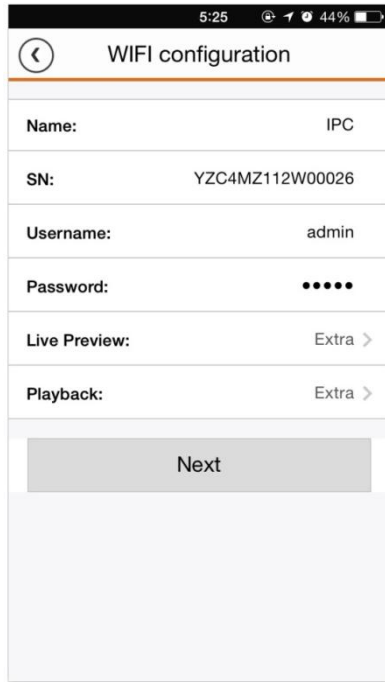 5:25 44%
WIFI configuration
Name: IPC
SN: YZC4MZ112W00026
Username: admin
Password: •••••
Live Preview: Extra >
Playback: Extra >
Next